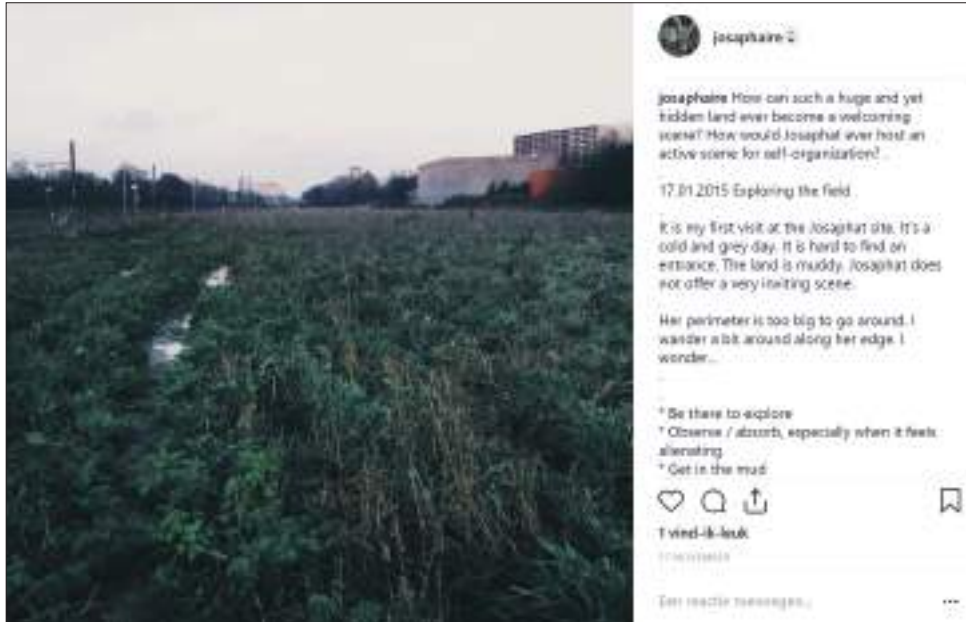 josaphaire
josaphaire How can such a huge and yet
hidden land ever become a welcoming
scene? How would Josaphat ever host an
active scene for self-organization?
17.01.2015 Exploring the field
It is my first visit at the Josaphat site. It's a
cold and grey day. It is hard to find an
entrance. The land is muddy. Josaphat does
not offer a very inviting scene.
Her perimeter is too big to go around. I
wander a bit around along her edge. I
wonder...
* Be there to explore
* Observe / absorb, especially when it feels
alienating
* Get in the mud
1 vind-ik-leuk
17 NOVEMBER
Een reactie toevoegen...